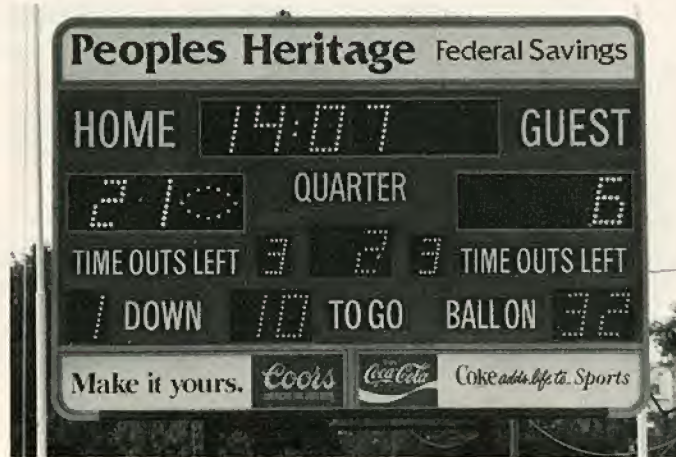 Peoples Heritage Federal Savings
HOME 14:07 GUEST
21 QUARTER 6
TIME OUTS LEFT 3 2 3 TIME OUTS LEFT
1 DOWN 10 TO GO BALL ON 32
Make it yours. Coors Coca-Cola Coke adds life to.. Sports